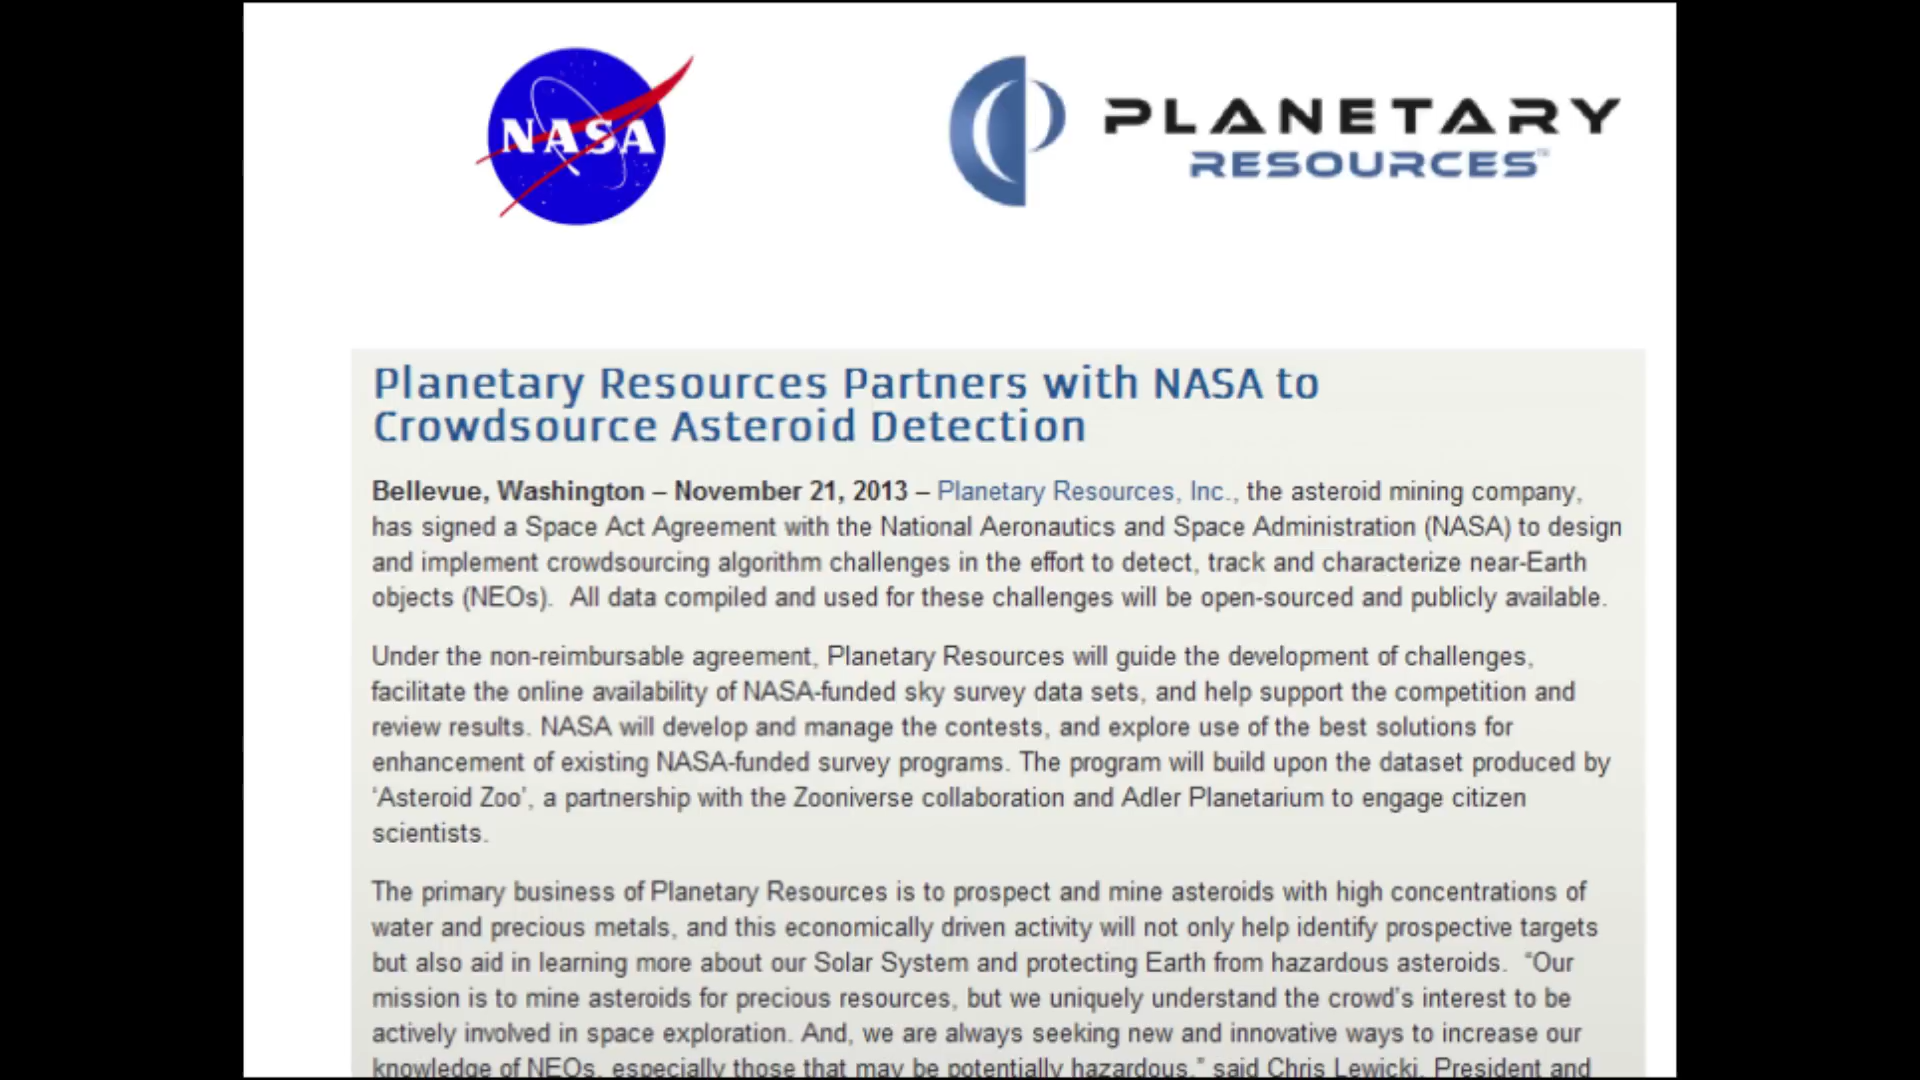 NASA
PLANETARY
RESOURCES™
Planetary Resources Partners with NASA to
Crowdsource Asteroid Detection
Bellevue, Washington – November 21, 2013 – Planetary Resources, Inc., the asteroid mining company,
has signed a Space Act Agreement with the National Aeronautics and Space Administration (NASA) to design
and implement crowdsourcing algorithm challenges in the effort to detect, track and characterize near-Earth
objects (NEOs).  All data compiled and used for these challenges will be open-sourced and publicly available.
Under the non-reimbursable agreement, Planetary Resources will guide the development of challenges,
facilitate the online availability of NASA-funded sky survey data sets, and help support the competition and
review results. NASA will develop and manage the contests, and explore use of the best solutions for
enhancement of existing NASA-funded survey programs. The program will build upon the dataset produced by
‘Asteroid Zoo’, a partnership with the Zooniverse collaboration and Adler Planetarium to engage citizen
scientists.
The primary business of Planetary Resources is to prospect and mine asteroids with high concentrations of
water and precious metals, and this economically driven activity will not only help identify prospective targets
but also aid in learning more about our Solar System and protecting Earth from hazardous asteroids.  “Our
mission is to mine asteroids for precious resources, but we uniquely understand the crowd’s interest to be
actively involved in space exploration. And, we are always seeking new and innovative ways to increase our
knowledge of NEOs, especially those that may be potentially hazardous,” said Chris Lewicki, President and